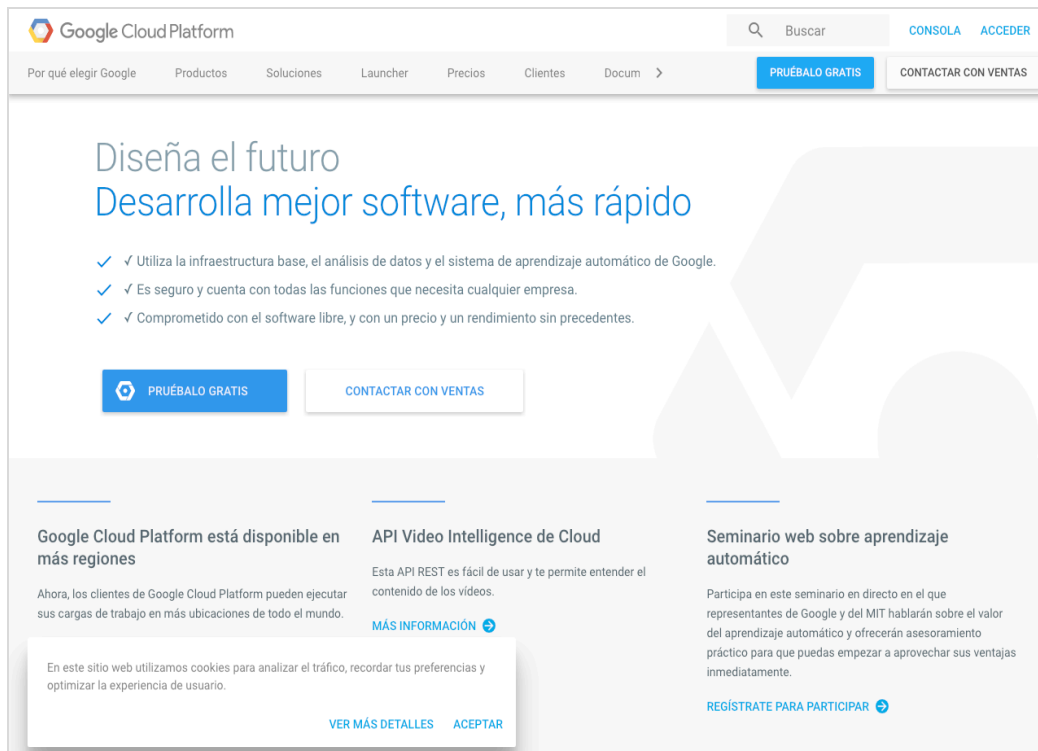 Google Cloud Platform
Buscar
CONSOLA
ACCEDER
Por qué elegir Google
Productos
Soluciones
Launcher
Precios
Clientes
Docum
PRUÉBALO GRATIS
CONTACTAR CON VENTAS
Diseña el futuro
Desarrolla mejor software, más rápido
✓ √ Utiliza la infraestructura base, el análisis de datos y el sistema de aprendizaje automático de Google.
✓ √ Es seguro y cuenta con todas las funciones que necesita cualquier empresa.
✓ √ Comprometido con el software libre, y con un precio y un rendimiento sin precedentes.
PRUÉBALO GRATIS
CONTACTAR CON VENTAS
Google Cloud Platform está disponible en
más regiones
Ahora, los clientes de Google Cloud Platform pueden ejecutar
sus cargas de trabajo en más ubicaciones de todo el mundo.
API Video Intelligence de Cloud
Esta API REST es fácil de usar y te permite entender el
contenido de los vídeos.
MÁS INFORMACIÓN
Seminario web sobre aprendizaje
automático
Participa en este seminario en directo en el que
representantes de Google y del MIT hablarán sobre el valor
del aprendizaje automático y ofrecerán asesoramiento
práctico para que puedas empezar a aprovechar sus ventajas
inmediatamente.
REGÍSTRATE PARA PARTICIPAR
En este sitio web utilizamos cookies para analizar el tráfico, recordar tus preferencias y
optimizar la experiencia de usuario.
VER MÁS DETALLES
ACEPTAR